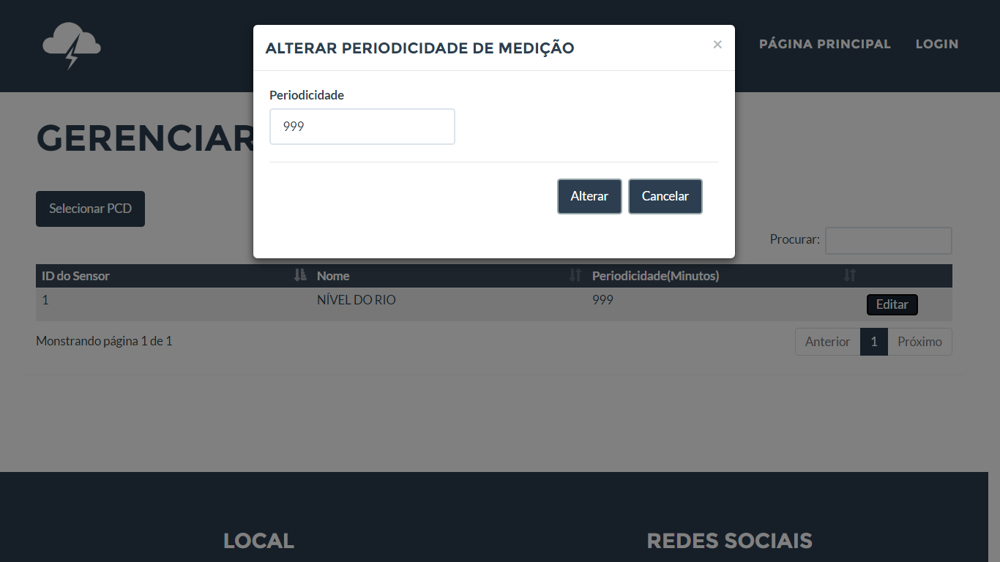 PÁGINA PRINCIPAL LOGIN
ALTERAR PERIODICIDADE DE MEDIÇÃO ×
Periodicidade
999
Alterar Cancelar
GERENCIAR
Selecionar PCD
Procurar:
ID do Sensor Nome Periodicidade(Minutos)
1 NÍVEL DO RIO 999 Editar
Monstrando página 1 de 1 Anterior 1 Próximo
LOCAL REDES SOCIAIS